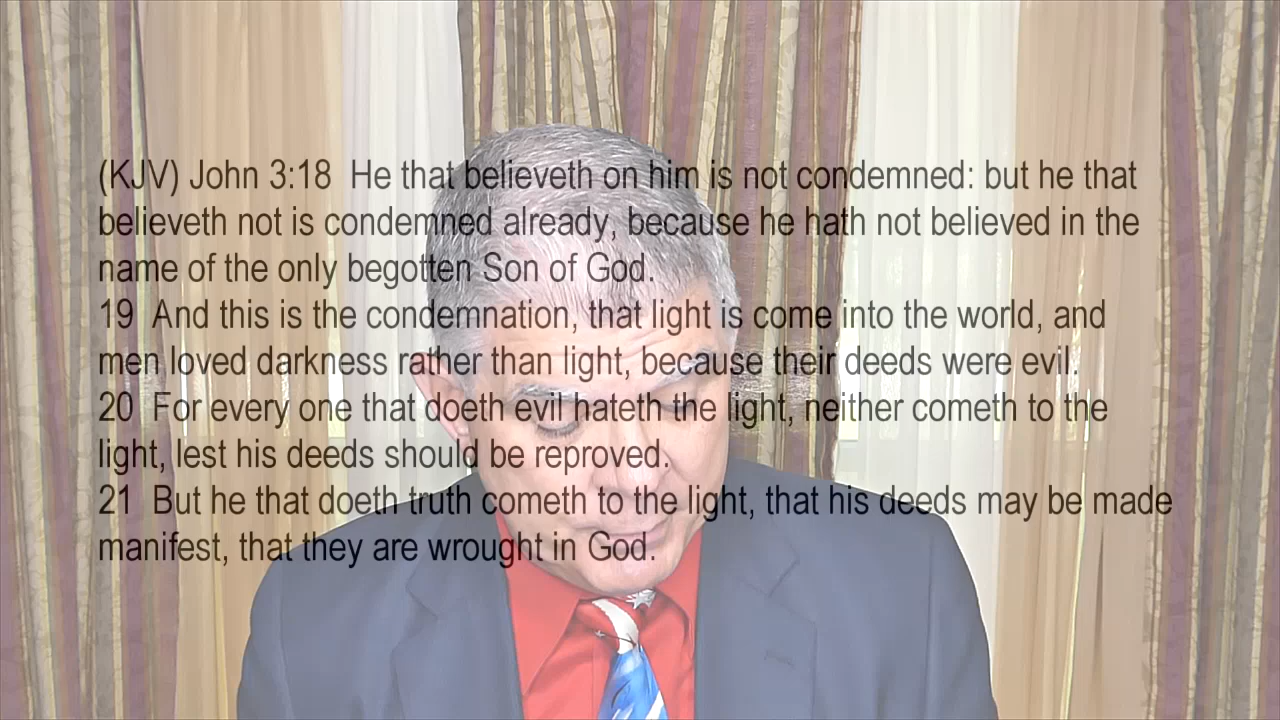 (KJV) John 3:18  He that believeth on him is not condemned: but he that
believeth not is condemned already, because he hath not believed in the
name of the only begotten Son of God.
19  And this is the condemnation, that light is come into the world, and
men loved darkness rather than light, because their deeds were evil.
20  For every one that doeth evil hateth the light, neither cometh to the
light, lest his deeds should be reproved.
21  But he that doeth truth cometh to the light, that his deeds may be made
manifest, that they are wrought in God.